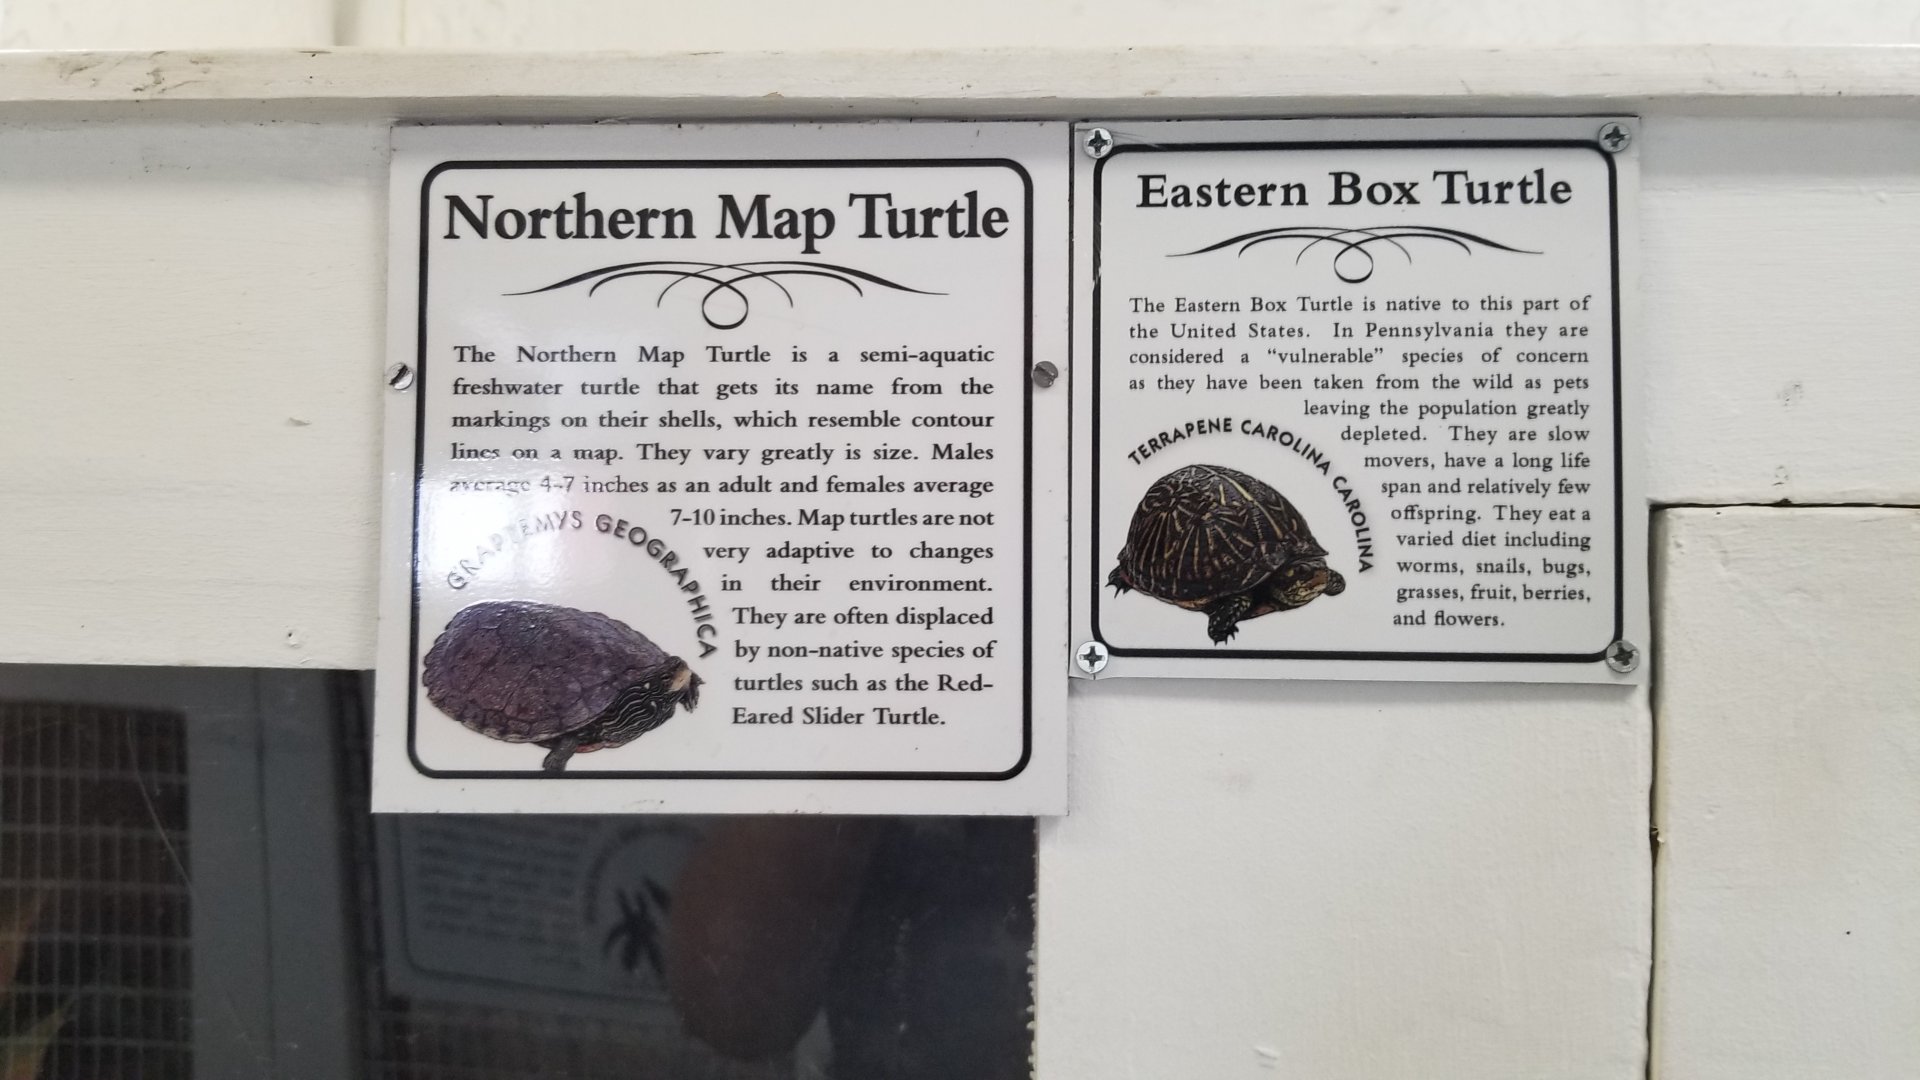 Northern Map Turtle
The Northern Map Turtle is a semi-aquatic
freshwater turtle that gets its name from the
markings on their shells, which resemble contour
lines on a map. They vary greatly is size. Males
average 4-7 inches as an adult and females average
7-10 inches. Map turtles are not
very adaptive to changes
in their environment.
They are often displaced
by non-native species of
turtles such as the Red-
Eared Slider Turtle.
GRAPTEMYS GEOGRAPHICA
Eastern Box Turtle
The Eastern Box Turtle is native to this part of
the United States. In Pennsylvania they are
considered a “vulnerable” species of concern
as they have been taken from the wild as pets
leaving the population greatly
depleted. They are slow
movers, have a long life
span and relatively few
offspring. They eat a
varied diet including
worms, snails, bugs,
grasses, fruit, berries,
and flowers.
TERRAPENE CAROLINA CAROLINA